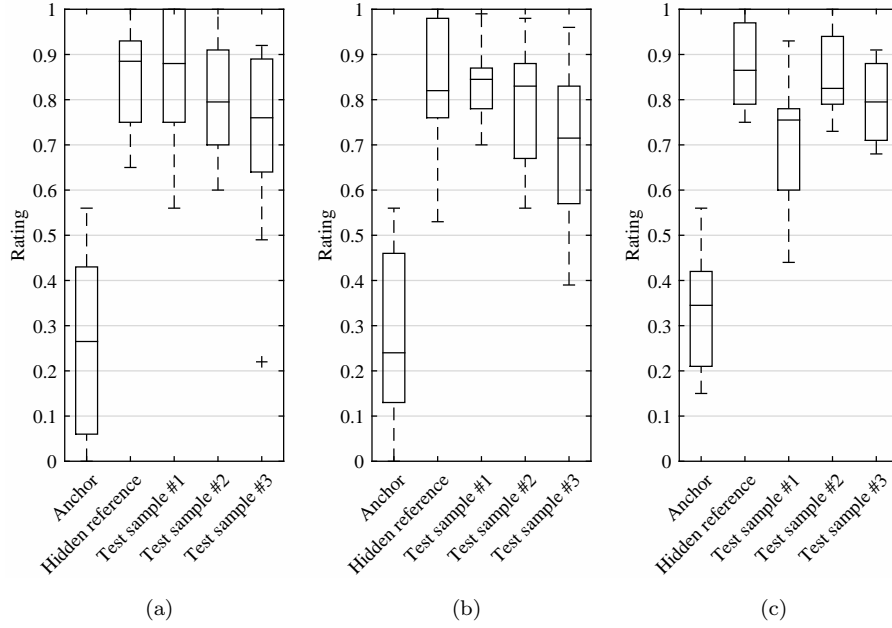 1
0.9
0.8
0.7
0.6
0.5
0.4
0.3
0.2
0.1
0
Rating
Anchor
Hidden reference
Test sample #1
Test sample #2
Test sample #3
(a)
1
0.9
0.8
0.7
0.6
0.5
0.4
0.3
0.2
0.1
0
Rating
Anchor
Hidden reference
Test sample #1
Test sample #2
Test sample #3
(b)
1
0.9
0.8
0.7
0.6
0.5
0.4
0.3
0.2
0.1
0
Rating
Anchor
Hidden reference
Test sample #1
Test sample #2
Test sample #3
(c)